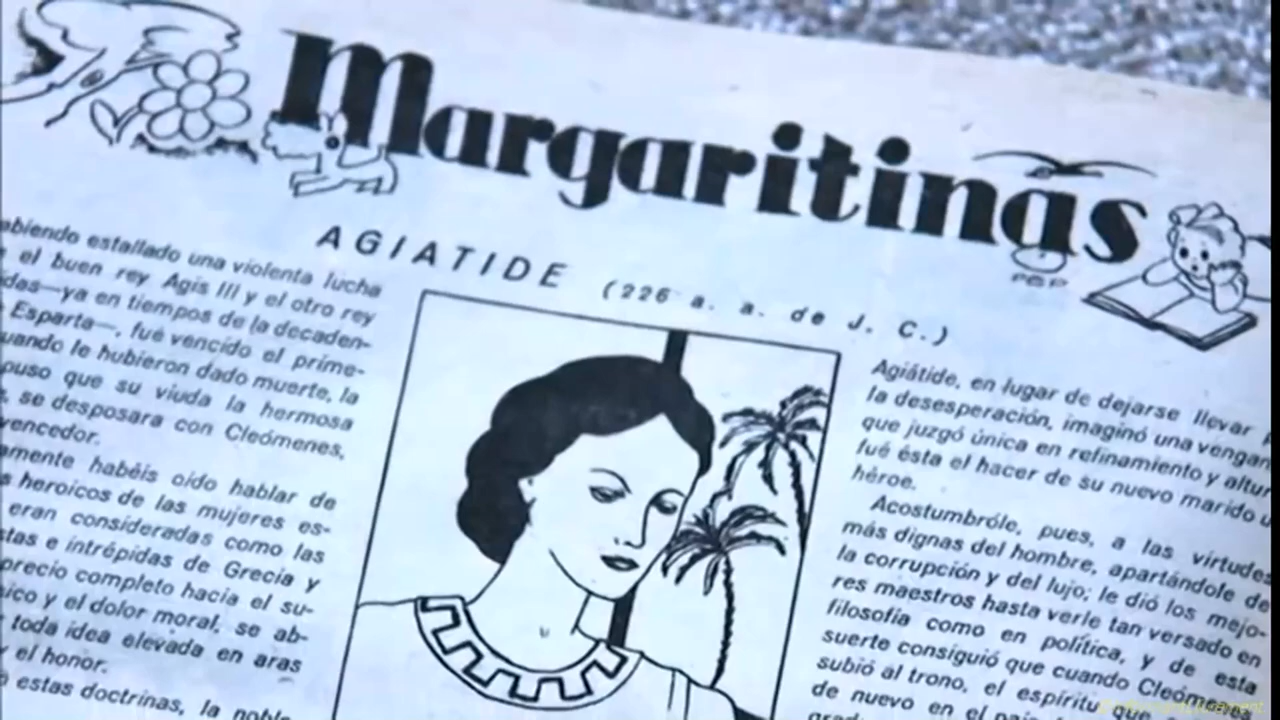 Margaritinas
PGP
AGIATIDE (226 a. a. de J. C.)
abiendo estallado una violenta lucha
el buen rey Agis III y el otro rey
das—ya en tiempos de la decaden-
Esparta—, fué vencido el prime-
uando le hubieron dado muerte, la
puso que su viuda la hermosa
se desposara con Cleómenes,
vencedor.
amente habéis oído hablar de
s heroicos de las mujeres es-
eran consideradas como las
stas e intrépidas de Grecia y
precio completo hacia el su-
sico y el dolor moral, se ab-
toda idea elevada en aras
y el honor.
estas doctrinas, la noble
Agiátide, en lugar de dejarse llevar
la desesperación, imaginó una vengan
que juzgó única en refinamiento y altur
fué ésta el hacer de su nuevo marido u
héroe.
Acostumbróle, pues, a las virtudes
más dignas del hombre, apartándole de
la corrupción y del lujo; le dió los mejo-
res maestros hasta verle tan versado en
filosofía como en política, y de esta
suerte consiguió que cuando Cleómenes
subió al trono, el espíritu que
de nuevo en el